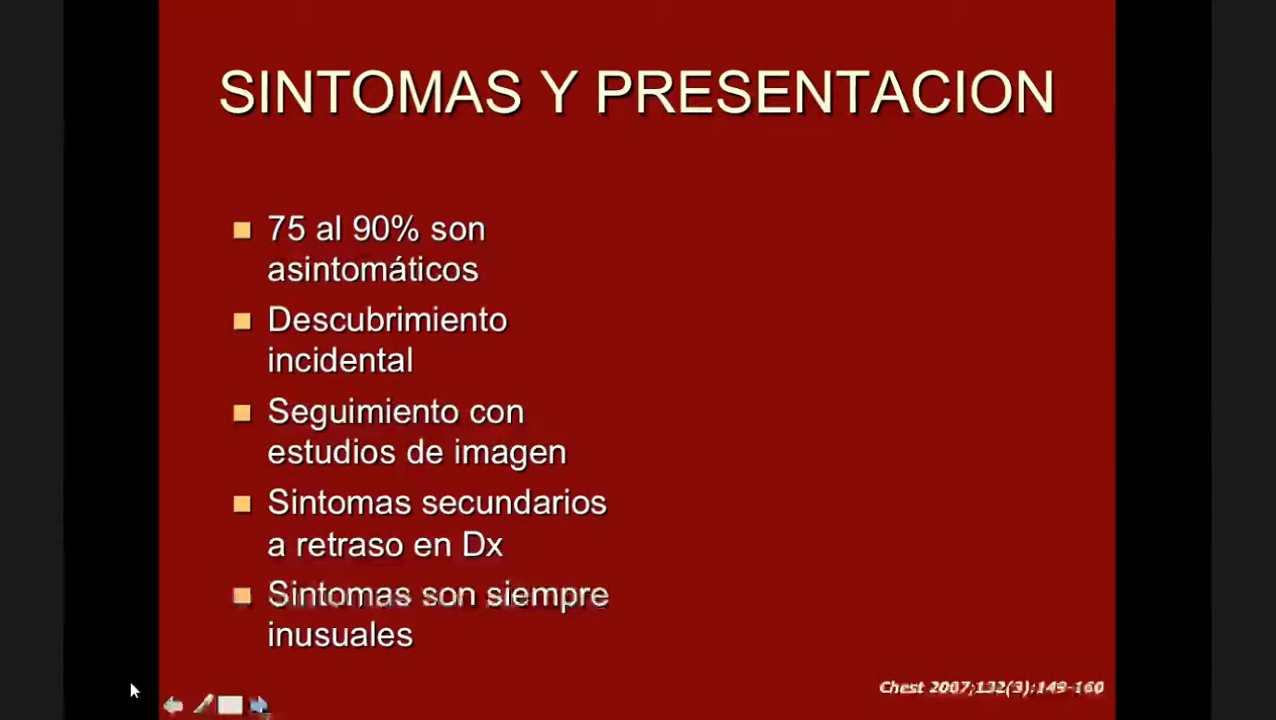 SINTOMAS Y PRESENTACION
75 al 90% son
asintomáticos
Descubrimiento
incidental
Seguimiento con
estudios de imagen
Sintomas secundarios
a retraso en Dx
Sintomas son siempre
inusuales
Chest 2007;132(3):149-160